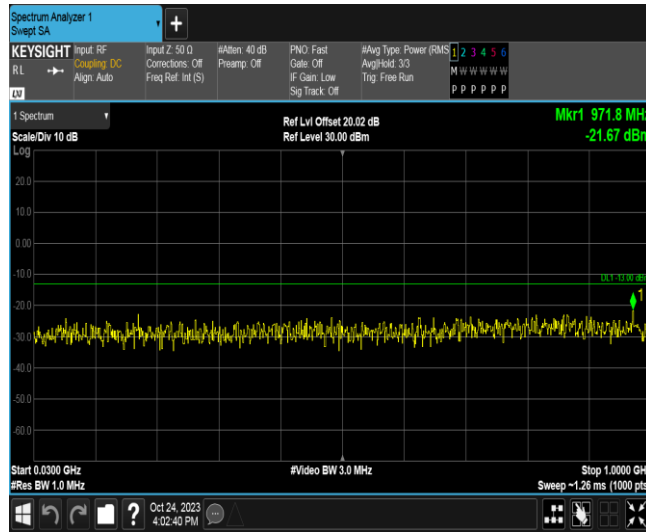 Spectrum Analyzer 1
Swept SA
+
KEYSIGHT
RL
LXI
Input: RF
Coupling: DC
Align: Auto
Input Z: 50 Ω
Corrections: Off
Freq Ref: Int (S)
#Atten: 40 dB
Preamp: Off
PNO: Fast
Gate: Off
IF Gain: Low
Sig Track: Off
#Avg Type: Power (RMS
Avg|Hold: 3/3
Trig: Free Run
1 2 3 4 5 6
M W W W W W
P P P P P P
1 Spectrum
Scale/Div 10 dB
Log
Ref Lvl Offset 20.02 dB
Ref Level 30.00 dBm
Mkr1 971.8 MHz
-21.67 dBm
20.0
10.0
0.00
-10.0
DL1 -13.00 dBm
1
-20.0
-30.0
-40.0
-50.0
-60.0
Start 0.0300 GHz
#Res BW 1.0 MHz
#Video BW 3.0 MHz
Stop 1.0000 GH
Sweep ~1.26 ms (1000 pts
?
Oct 24, 2023
4:02:40 PM